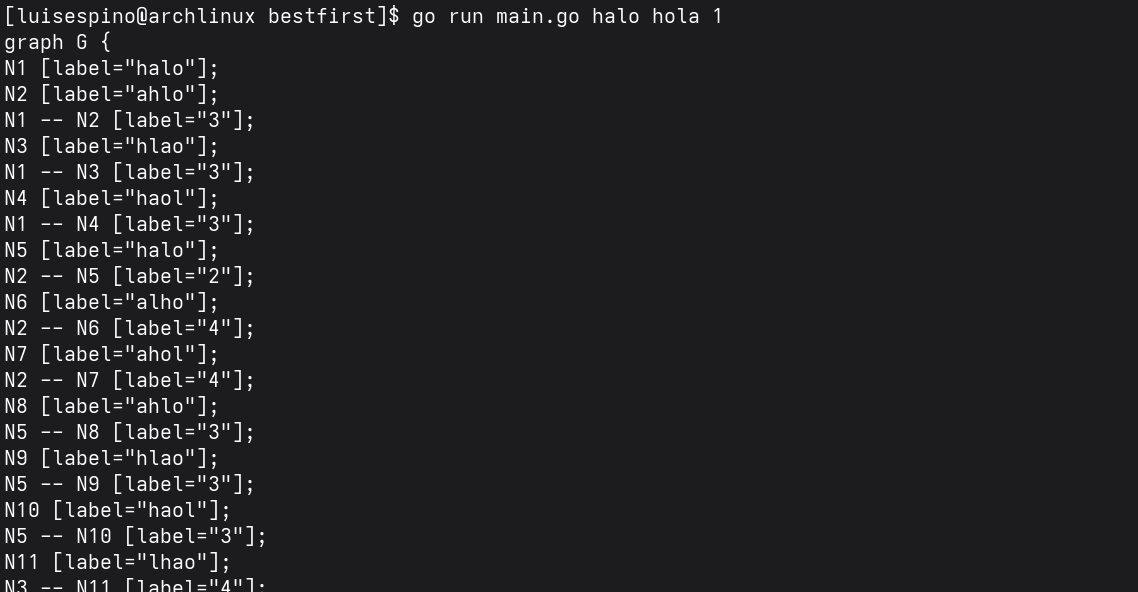 [luisespino@archlinux bestfirst]$ go run main.go halo hola 1
graph G {
N1 [label="halo"];
N2 [label="ahlo"];
N1 -- N2 [label="3"];
N3 [label="hlao"];
N1 -- N3 [label="3"];
N4 [label="haol"];
N1 -- N4 [label="3"];
N5 [label="halo"];
N2 -- N5 [label="2"];
N6 [label="alho"];
N2 -- N6 [label="4"];
N7 [label="ahol"];
N2 -- N7 [label="4"];
N8 [label="ahlo"];
N5 -- N8 [label="3"];
N9 [label="hlao"];
N5 -- N9 [label="3"];
N10 [label="haol"];
N5 -- N10 [label="3"];
N11 [label="lhao"];
N3 -- N11 [label="4"];